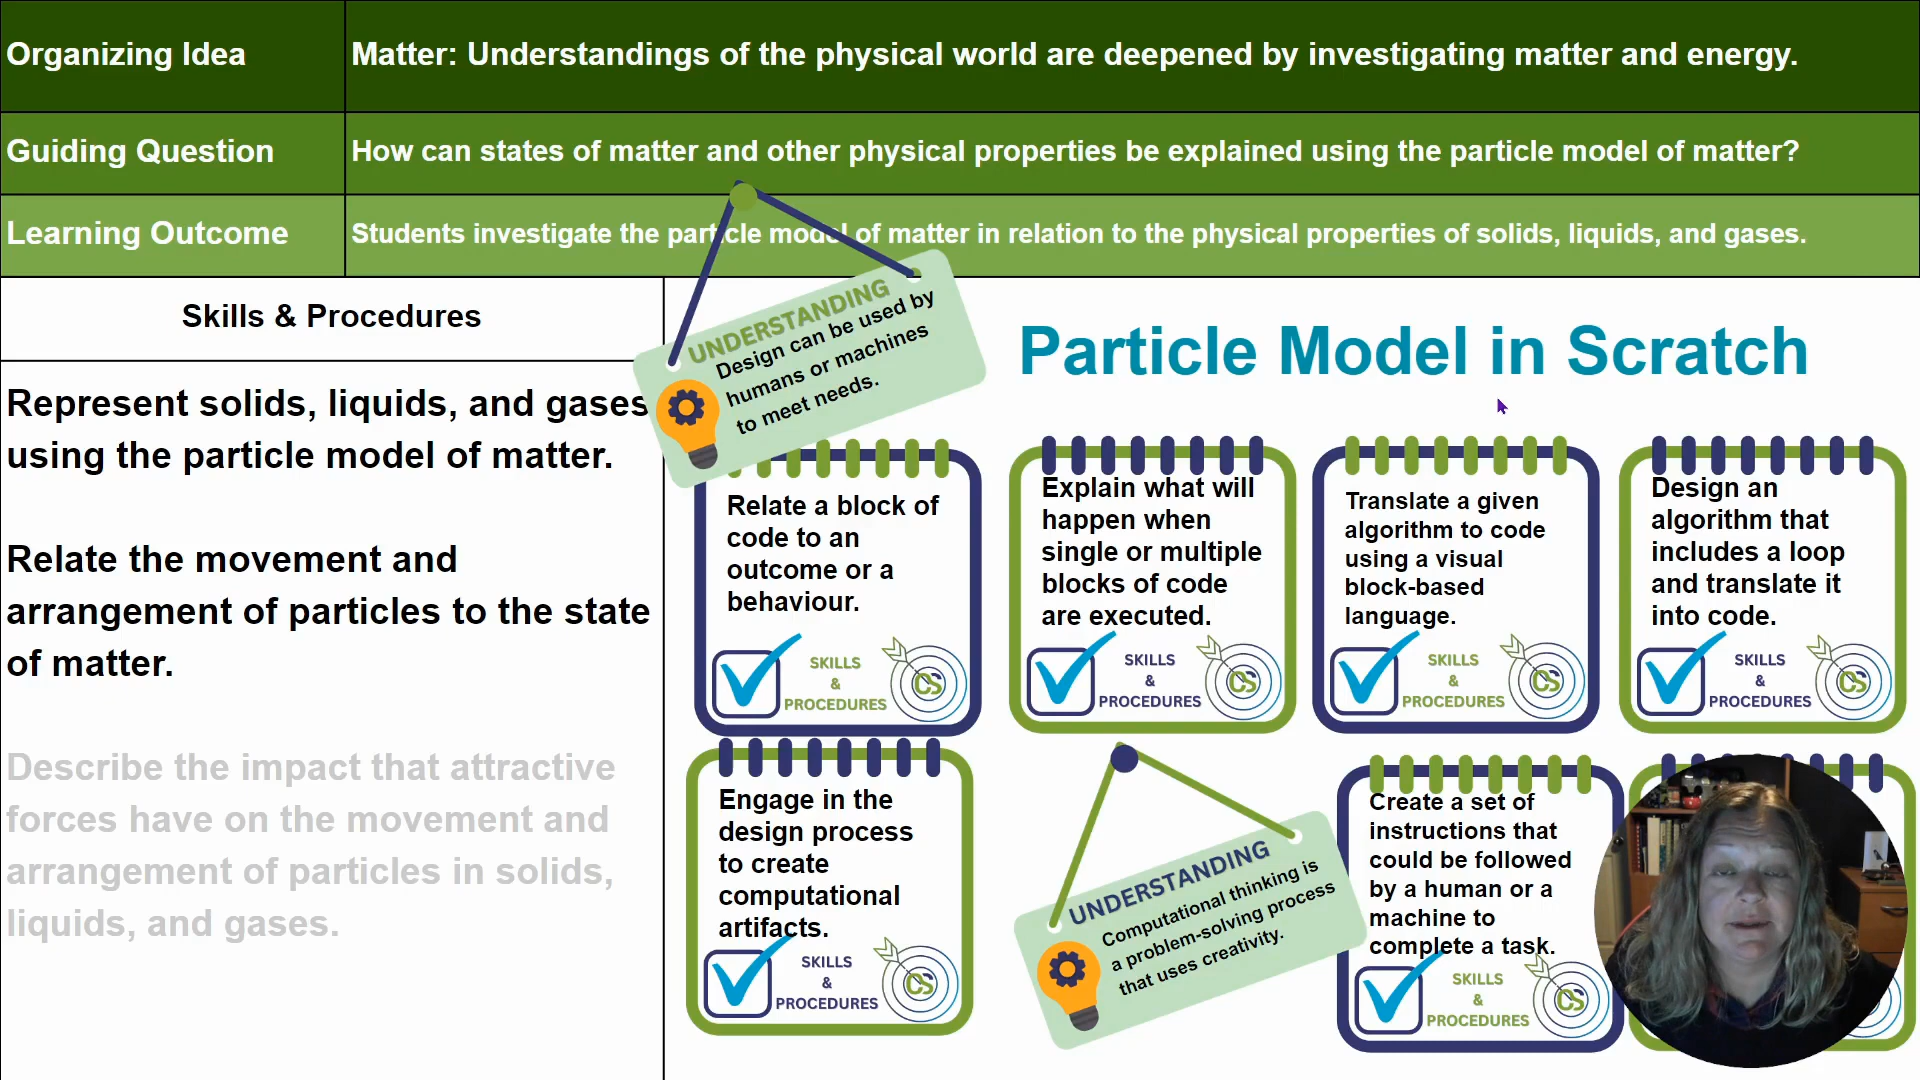 Organizing Idea
Matter: Understandings of the physical world are deepened by investigating matter and energy.
Guiding Question
How can states of matter and other physical properties be explained using the particle model of matter?
Learning Outcome
Students investigate the particle model of matter in relation to the physical properties of solids, liquids, and gases.
Skills & Procedures
Represent solids, liquids, and gases
using the particle model of matter.
Relate the movement and
arrangement of particles to the state
of matter.
Describe the impact that attractive
forces have on the movement and
arrangement of particles in solids,
liquids, and gases.
UNDERSTANDING
Design can be used by
humans or machines
to meet needs.
Particle Model in Scratch
Relate a block of
code to an
outcome or a
behaviour.
SKILLS
&
PROCEDURES
CS
Explain what will
happen when
single or multiple
blocks of code
are executed.
SKILLS
&
PROCEDURES
CS
Translate a given
algorithm to code
using a visual
block-based
language.
SKILLS
&
PROCEDURES
CS
Design an
algorithm that
includes a loop
and translate it
into code.
SKILLS
&
PROCEDURES
CS
Engage in the
design process
to create
computational
artifacts.
SKILLS
&
PROCEDURES
CS
UNDERSTANDING
Computational thinking is
a problem-solving process
that uses creativity.
Create a set of
instructions that
could be followed
by a human or a
machine to
complete a task.
SKILLS
&
PROCEDURES
CS